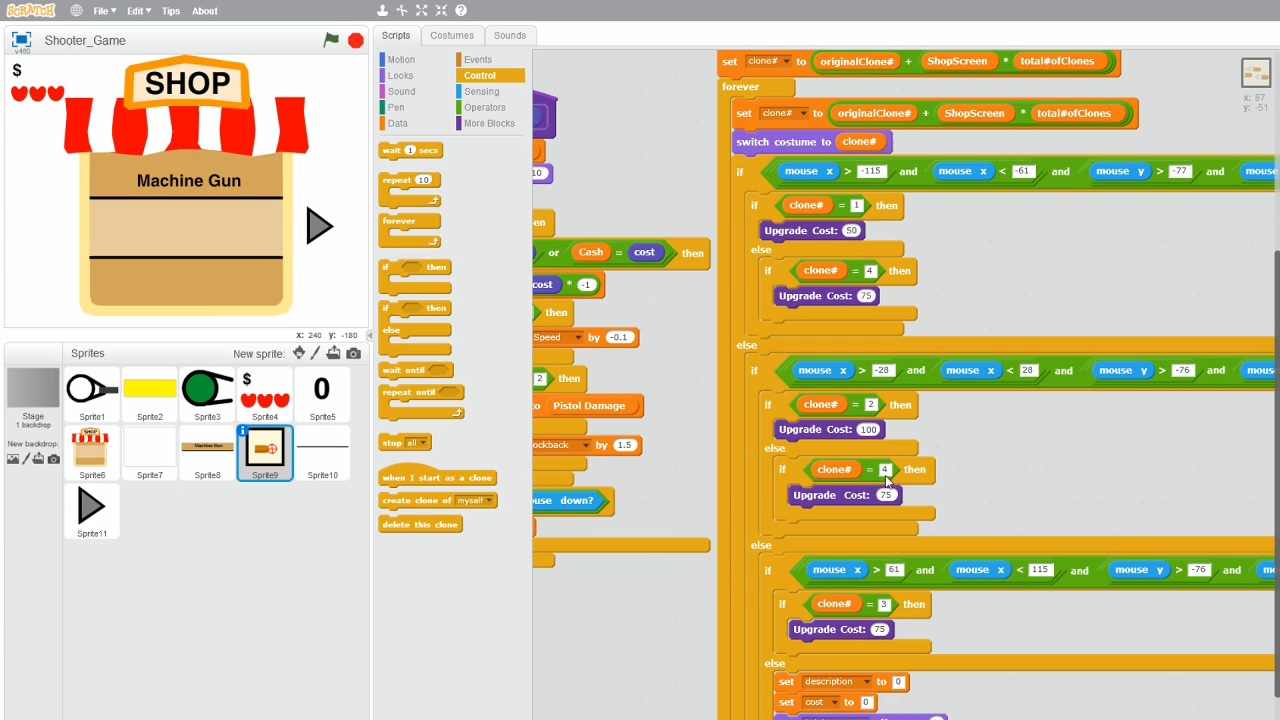 SCRATCH File Edit Tips About
v460 Shooter_Game
Scripts Costumes Sounds
$
SHOP
Machine Gun
x: 240 y: -180
Sprites New sprite:
Stage
1 backdrop
New backdrop:
Sprite1 Sprite2 Sprite3 Sprite4 Sprite5
$
0
SHOP
Machine Gun
Sprite6 Sprite7 Sprite8 Sprite9 Sprite10
Sprite11
Motion Events
Looks Control
Sound Sensing
Pen Operators
Data More Blocks
wait 1 secs
repeat 10
forever
if then
if then
else
wait until
repeat until
stop all
when I start as a clone
create clone of myself
delete this clone
10
en
or Cash = cost then
cost * -1
then
Speed by -0.1
2 then
to Pistol Damage
ockback by 1.5
use down?
set clone# to originalClone# + ShopScreen * total#ofClones
forever
set clone# to originalClone# + ShopScreen * total#ofClones
switch costume to clone#
if mouse x > -115 and mouse x < -61 and mouse y > -77 and mouse
if clone# = 1 then
Upgrade Cost: 50
else
if clone# = 4 then
Upgrade Cost: 75
else
if mouse x > -28 and mouse x < 28 and mouse y > -76 and mouse
if clone# = 2 then
Upgrade Cost: 100
else
if clone# = 4 then
Upgrade Cost: 75
else
if mouse x > 61 and mouse x < 115 and mouse y > -76 and mo
if clone# = 3 then
Upgrade Cost: 75
else
set description to 0
set cost to 0
x: 87
y: -51